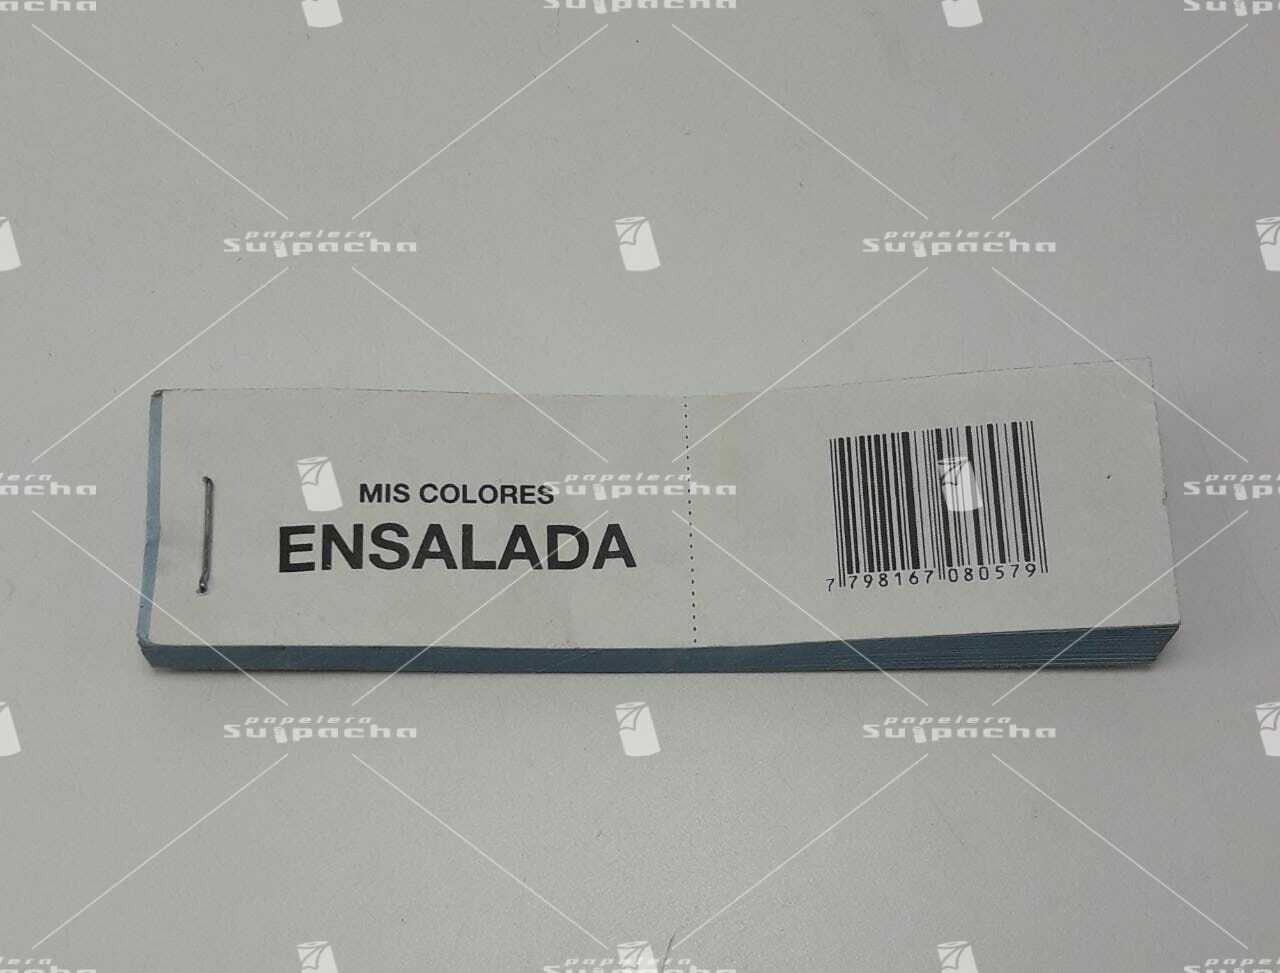 papelera
Suipacha
MIS COLORES
ENSALADA
7 798167 080579